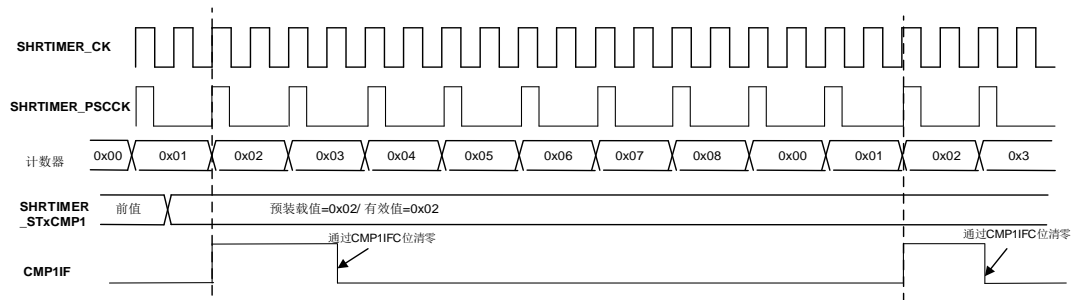 SHRTIMER_CK
SHRTIMER_PSCCK
计数器 0x00 0x01 0x02 0x03 0x04 0x05 0x06 0x07 0x08 0x00 0x01 0x02 0x3
SHRTIMER
_STxCMP1
前值 预装载值=0x02/ 有效值=0x02
通过CMP1IFC位清零 通过CMP1IFC位清零
CMP1IF